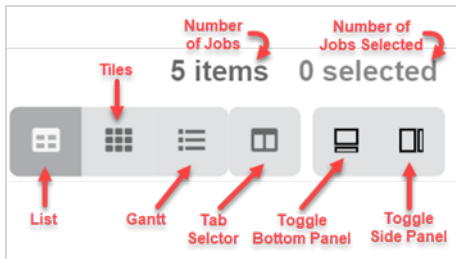 Number
of Jobs
Number of
Jobs Selected
Tiles
5 items
0 selected
List
Gantt
Tab
Selctor
Toggle
Bottom Panel
Toggle
Side Panel